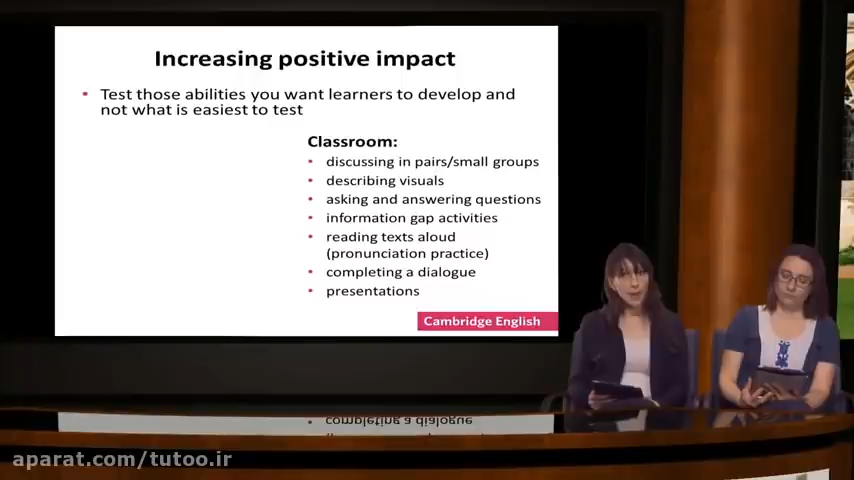 Increasing positive impact
• Test those abilities you want learners to develop and
not what is easiest to test
Classroom:
• discussing in pairs/small groups
• describing visuals
• asking and answering questions
• information gap activities
• reading texts aloud
(pronunciation practice)
• completing a dialogue
• presentations
Cambridge English
• completing a dialogue
aparat.com/tutoo.ir